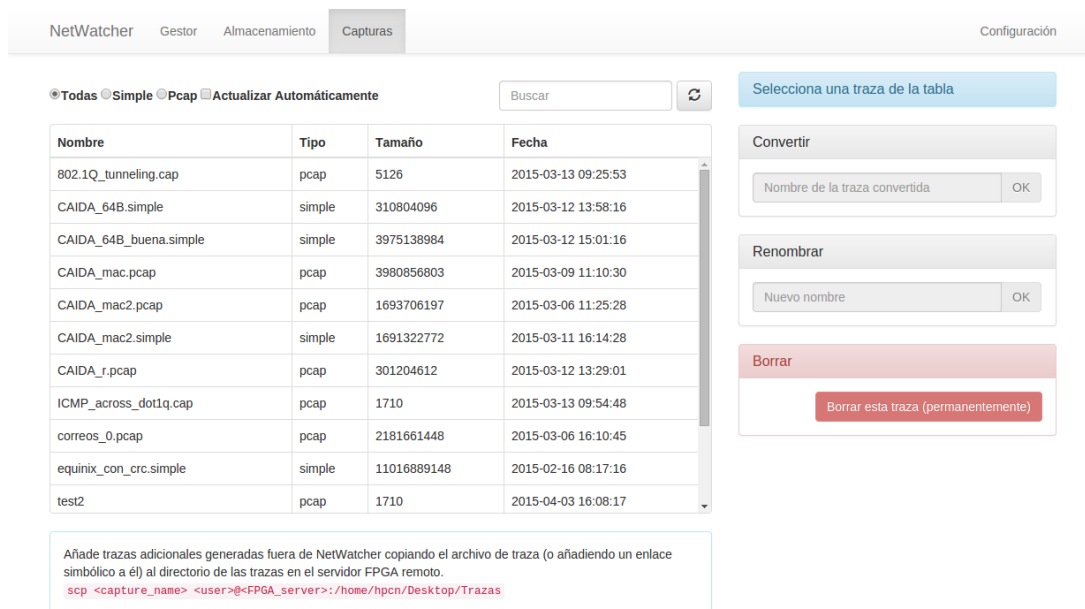 NetWatcher Gestor Almacenamiento Capturas Configuración
Todas Simple Pcap Actualizar Automáticamente
Buscar
Nombre Tipo Tamaño Fecha
802.1Q_tunneling.cap pcap 5126 2015-03-13 09:25:53
CAIDA_64B.simple simple 310804096 2015-03-12 13:58:16
CAIDA_64B_buena.simple simple 3975138984 2015-03-12 15:01:16
CAIDA_mac.pcap pcap 3980856803 2015-03-09 11:10:30
CAIDA_mac2.pcap pcap 1693706197 2015-03-06 11:25:28
CAIDA_mac2.simple simple 1691322772 2015-03-11 16:14:28
CAIDA_r.pcap pcap 301204612 2015-03-12 13:29:01
ICMP_across_dot1q.cap pcap 1710 2015-03-13 09:54:48
correos_0.pcap pcap 2181661448 2015-03-06 16:10:45
equinix_con_crc.simple simple 11016889148 2015-02-16 08:17:16
test2 pcap 1710 2015-04-03 16:08:17
Añade trazas adicionales generadas fuera de NetWatcher copiando el archivo de traza (o añadiendo un enlace
simbólico a él) al directorio de las trazas en el servidor FPGA remoto.
scp <capture_name> <user>@<FPGA_server>:/home/hpcn/Desktop/Trazas
Selecciona una traza de la tabla
Convertir
Nombre de la traza convertida OK
Renombrar
Nuevo nombre OK
Borrar
Borrar esta traza (permanentemente)